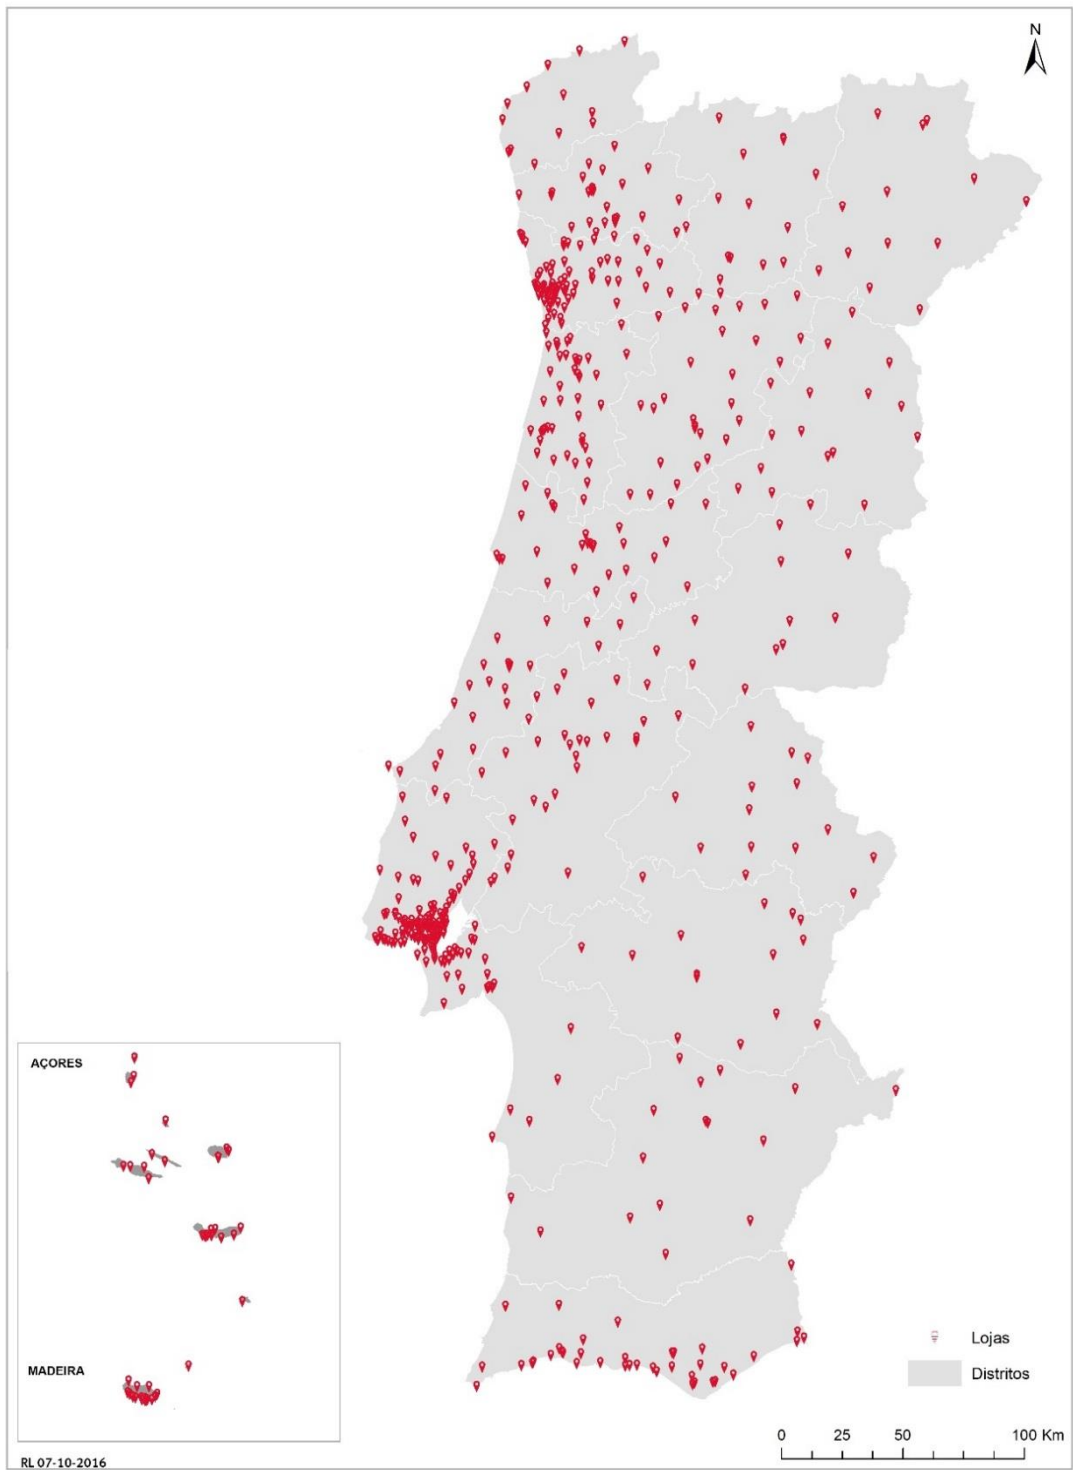 N
AÇORES
MADEIRA
Lojas
Distritos
0 25 50 100 Km
RL 07-10-2016